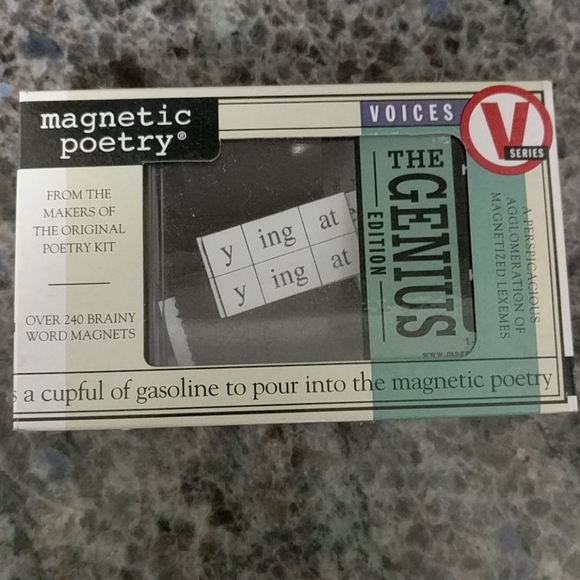 magnetic
poetry®
FROM THE
MAKERS OF
THE ORIGINAL
POETRY KIT
OVER 240 BRAINY
WORD MAGNETS
y ing at
y ing at
VOICES
V
SERIES
THE
GENIUS
EDITION
A PERSPICACIOUS
AGGLOMERATION OF
MAGNETIZED LEXEMES
a cupful of gasoline to pour into the magnetic poetry